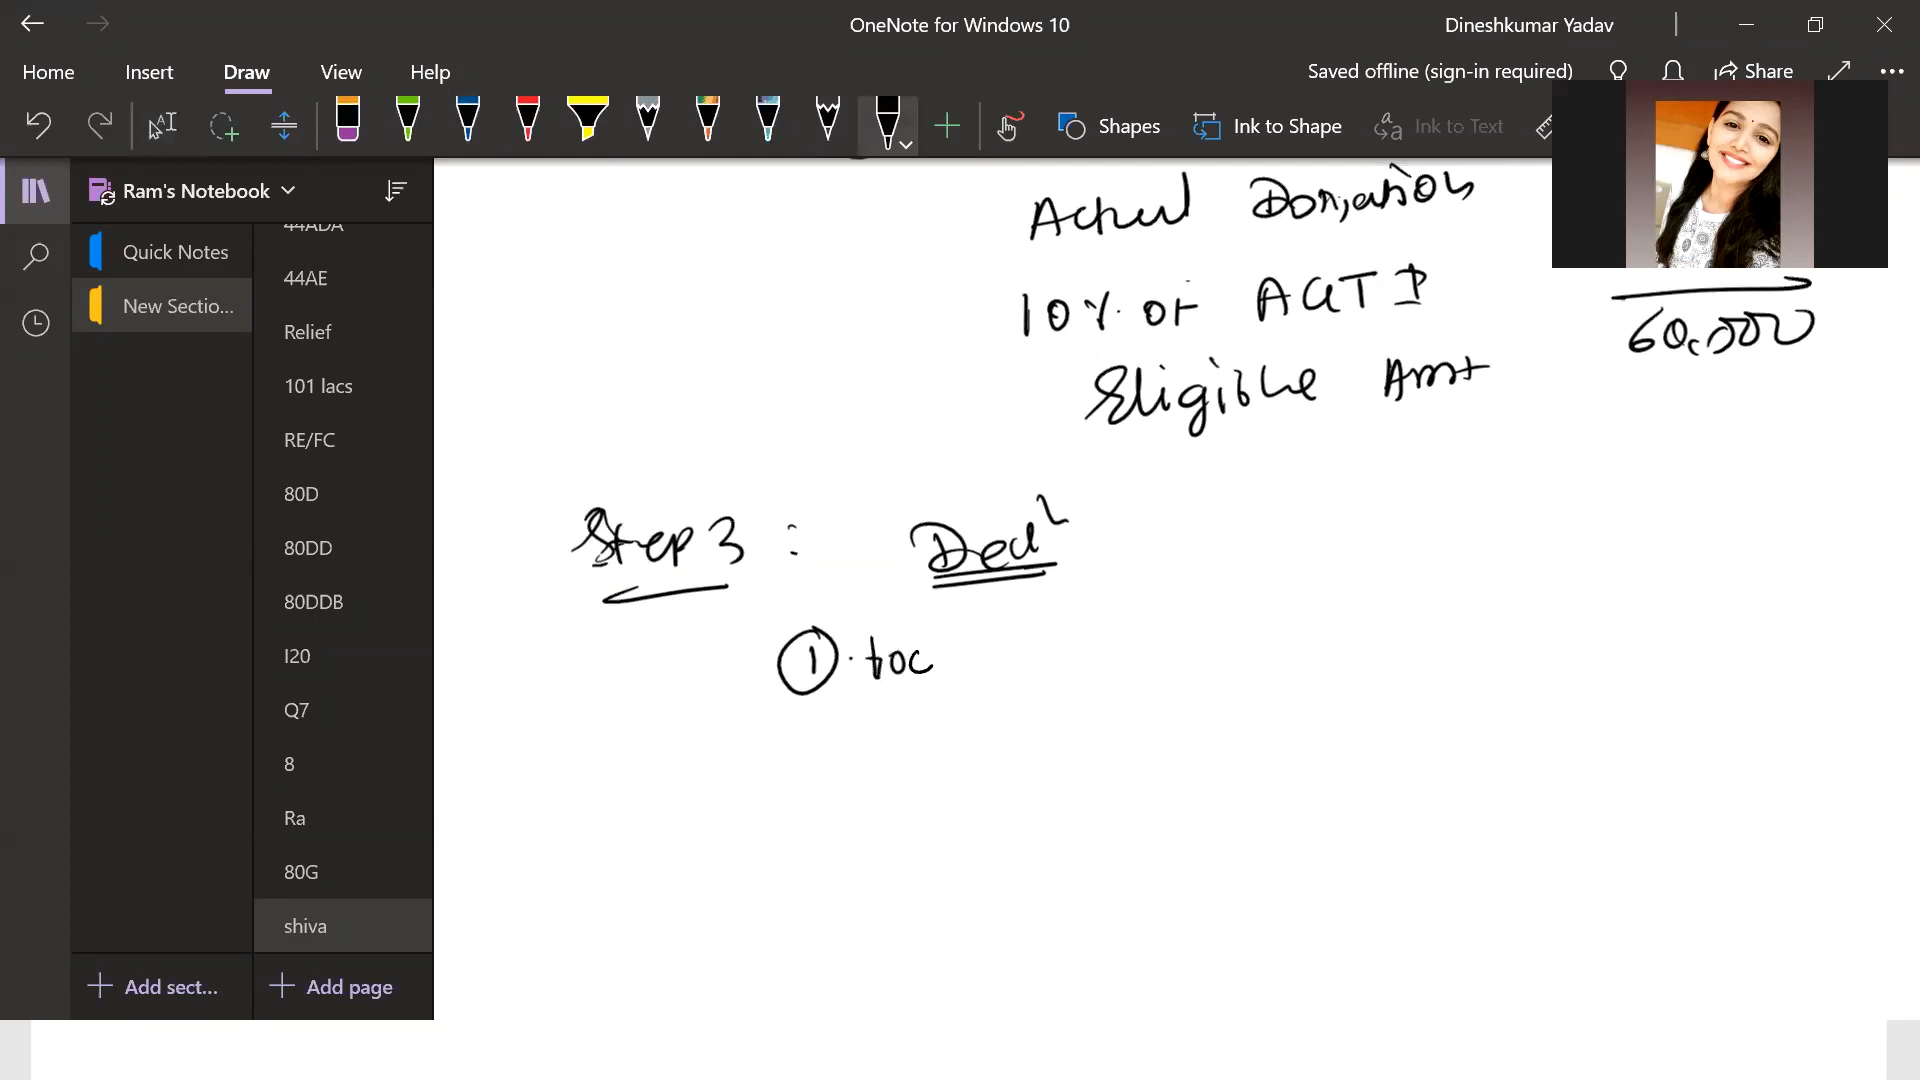 OneNote for Windows 10
Dineshkumar Yadav
Home Insert Draw View Help
Saved offline (sign-in required)
Share
Shapes
Ink to Shape
Ink to Text
Ram's Notebook
Quick Notes
New Sectio...
44ADA
44AE
Relief
101 lacs
RE/FC
80D
80DD
80DDB
I20
Q7
8
Ra
80G
shiva
Add sect...
Add page
Actual Donations
10% of AGTI
60,000
Eligible Amt
Step 3 : Ded
① 100